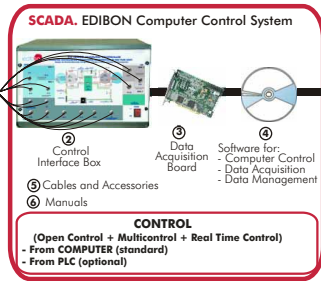 SCADA. EDIBON Computer Control System
2
Control
Interface Box
3
Data
Acquisition
Board
4
Software for:
- Computer Control
- Data Acquisition
- Data Management
5 Cables and Accessories
6 Manuals
CONTROL
(Open Control + Multicontrol + Real Time Control)
- From COMPUTER (standard)
- From PLC (optional)